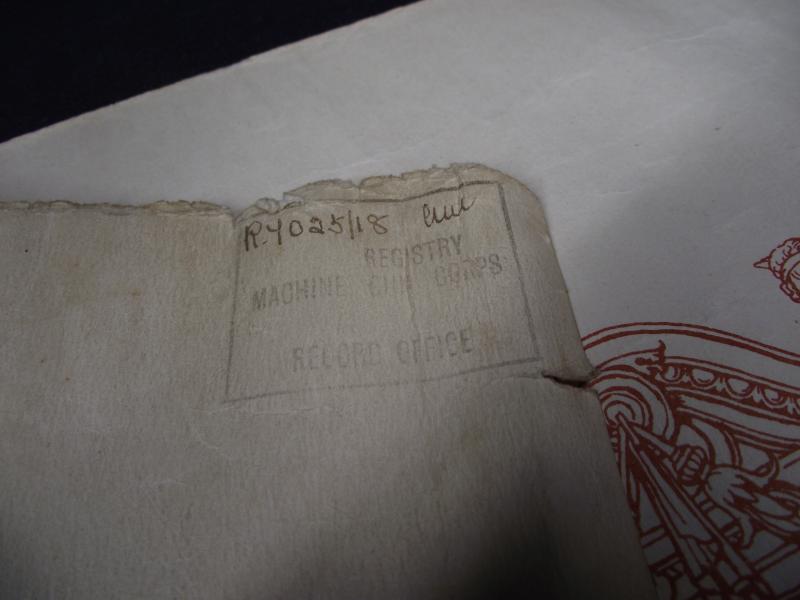 R.4025/18
REGISTRY
MACHINE GUN CORPS
RECORD OFFICE